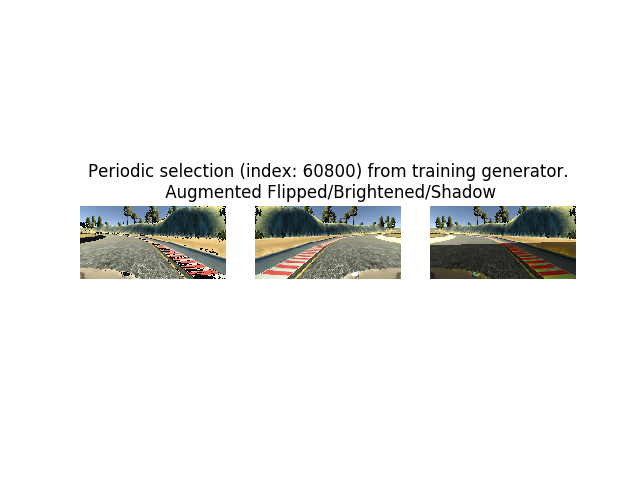 Periodic selection (index: 60800) from training generator.
Augmented Flipped/Brightened/Shadow